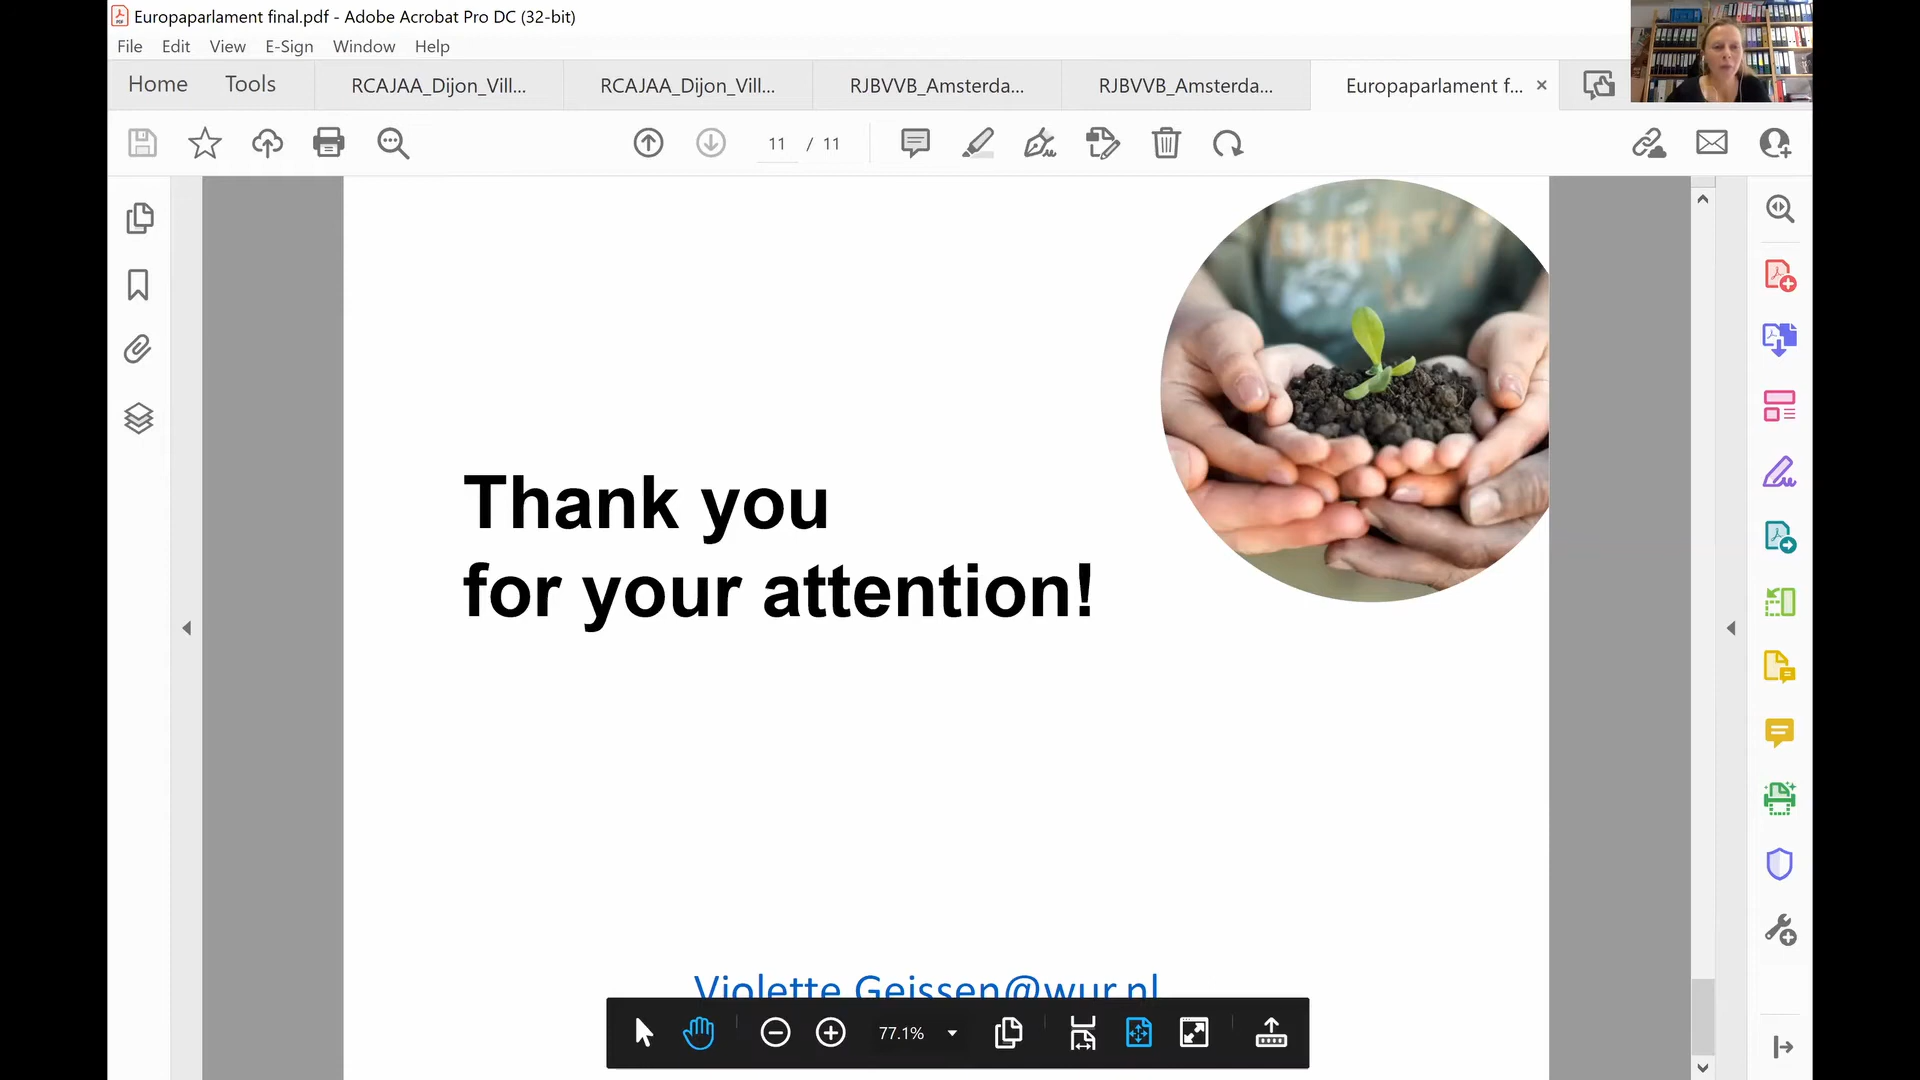 Europaparlament final.pdf - Adobe Acrobat Pro DC (32-bit)
File Edit View E-Sign Window Help
Home Tools RCAJAA_Dijon_Vill... RCAJAA_Dijon_Vill... RJBVVB_Amsterda... RJBVVB_Amsterda... Europaparlament f... ×
11 / 11
Thank you
for your attention!
Violette.Geissen@wur.nl
77.1%